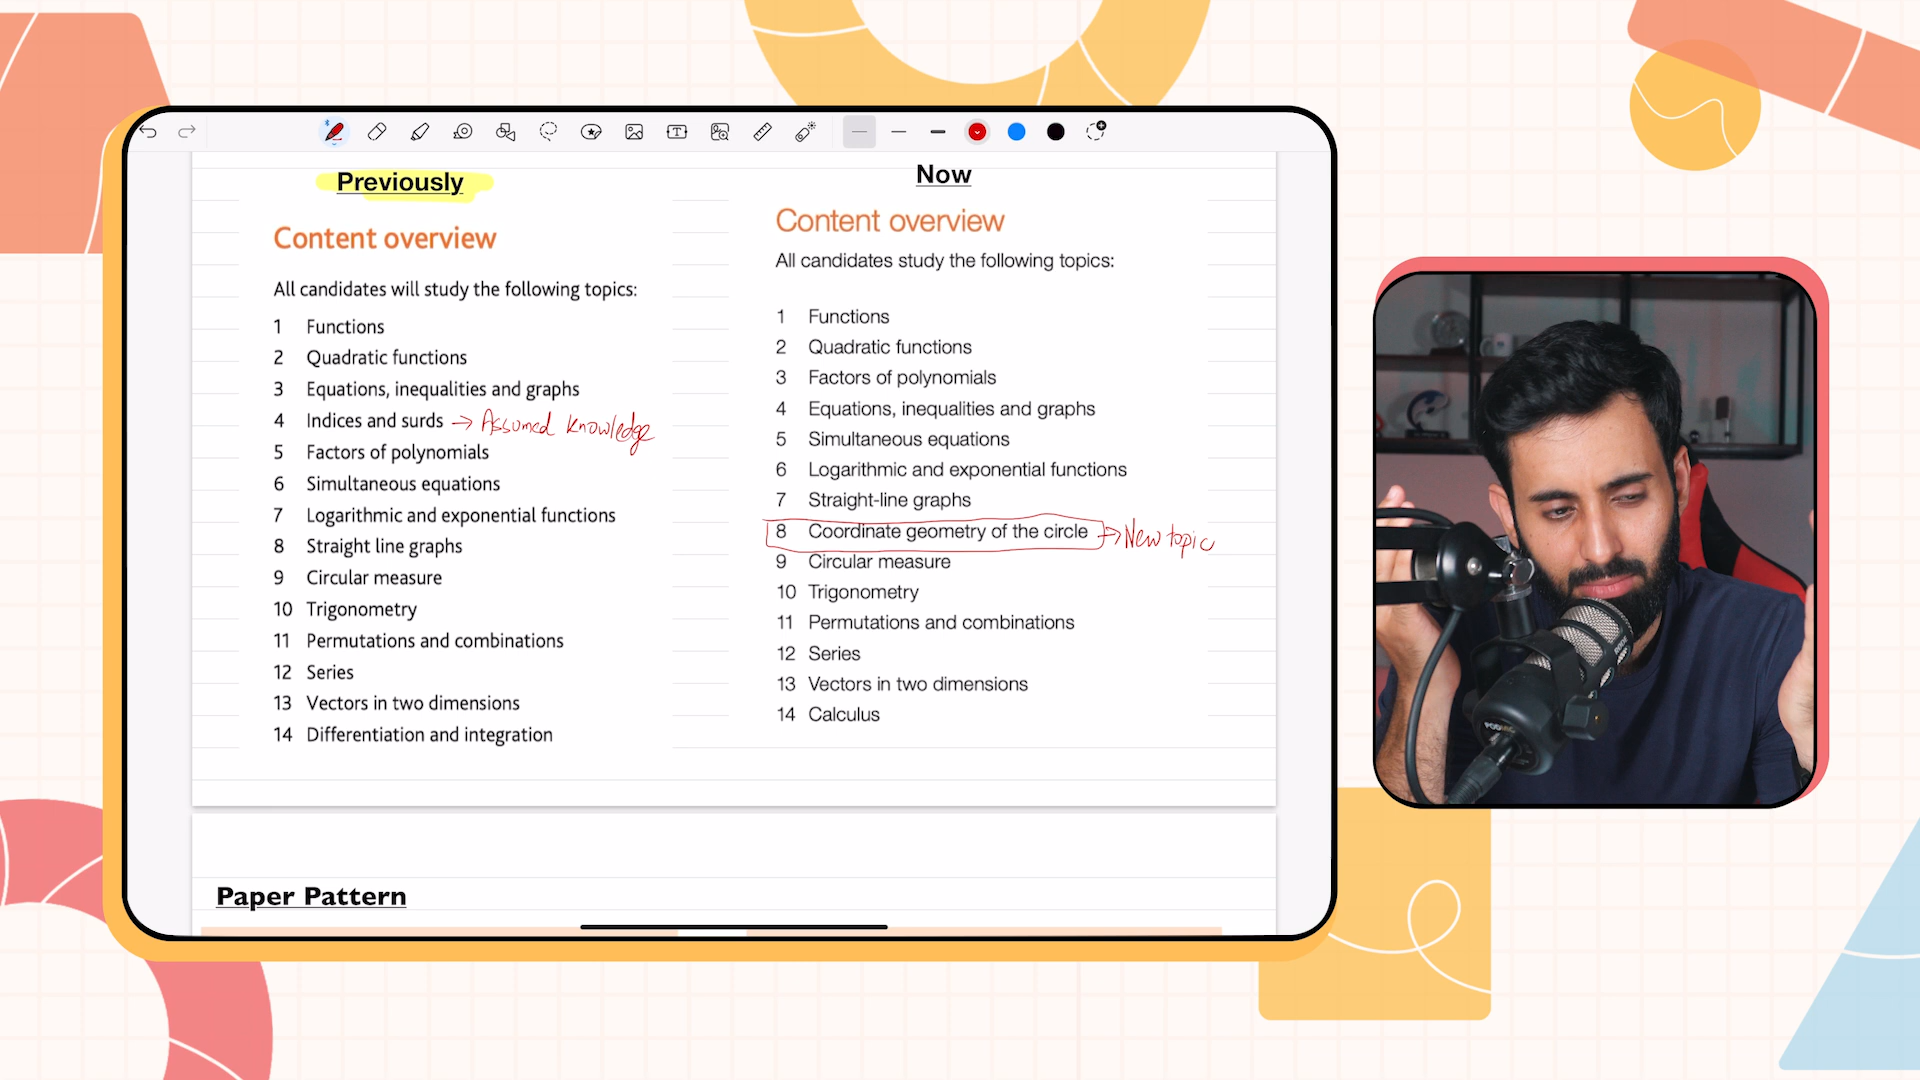 Previously
Content overview
All candidates will study the following topics:
1 Functions
2 Quadratic functions
3 Equations, inequalities and graphs
4 Indices and surds → Assumed knowledge
5 Factors of polynomials
6 Simultaneous equations
7 Logarithmic and exponential functions
8 Straight line graphs
9 Circular measure
10 Trigonometry
11 Permutations and combinations
12 Series
13 Vectors in two dimensions
14 Differentiation and integration
Now
Content overview
All candidates study the following topics:
1 Functions
2 Quadratic functions
3 Factors of polynomials
4 Equations, inequalities and graphs
5 Simultaneous equations
6 Logarithmic and exponential functions
7 Straight-line graphs
8 Coordinate geometry of the circle → New topic
9 Circular measure
10 Trigonometry
11 Permutations and combinations
12 Series
13 Vectors in two dimensions
14 Calculus
Paper Pattern